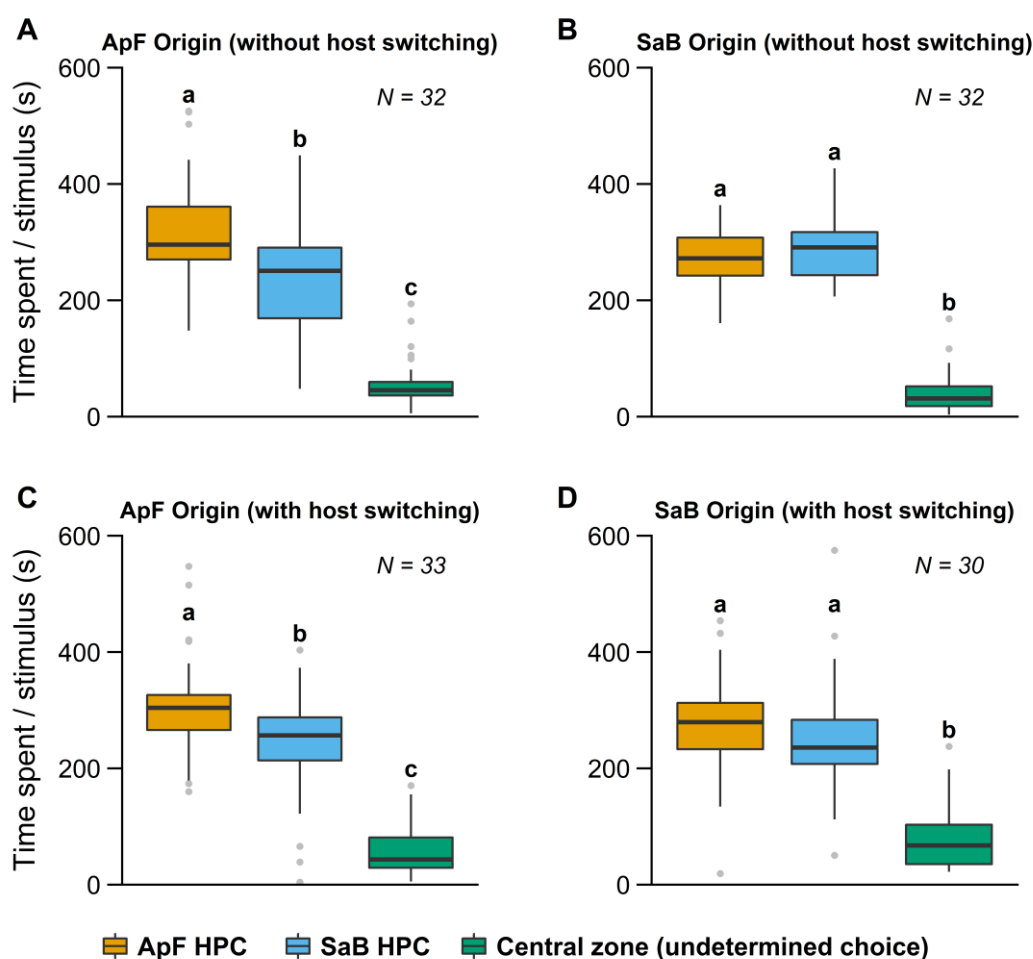 A
ApF Origin (without host switching)
B
SaB Origin (without host switching)
Time spent / stimulus (s)
600
400
200
0
a
b
c
N = 32
600
400
200
0
a
a
b
N = 32
C
ApF Origin (with host switching)
D
SaB Origin (with host switching)
Time spent / stimulus (s)
600
400
200
0
a
b
c
N = 33
600
400
200
0
a
a
b
N = 30
ApF HPC SaB HPC Central zone (undetermined choice)